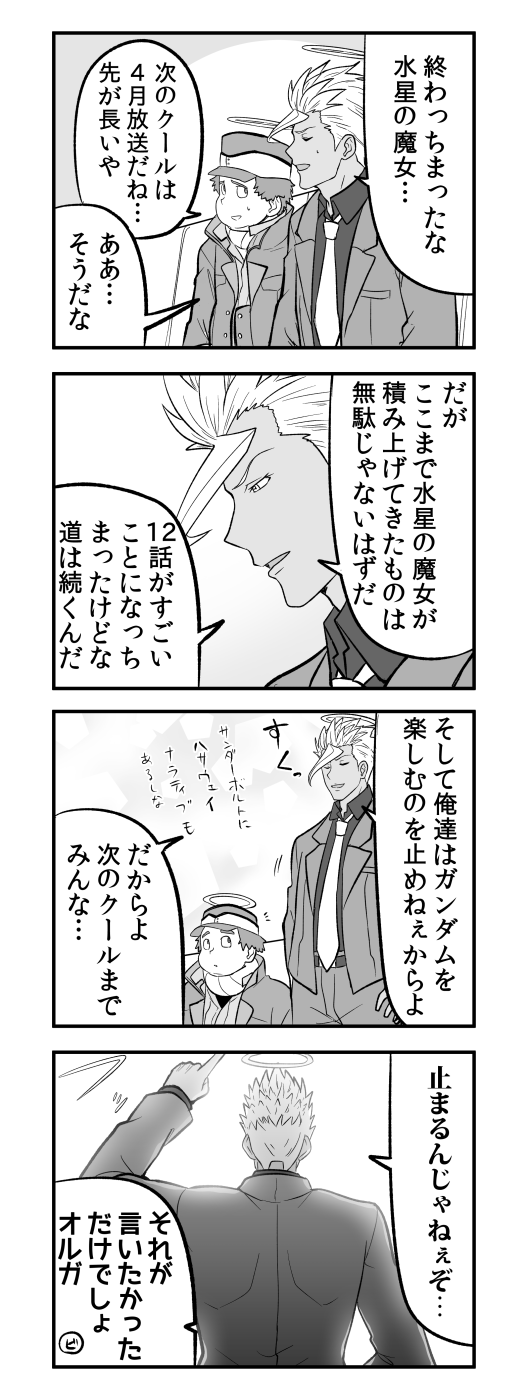 終わっちまったな
水星の魔女…
次のクールは
４月放送だね…
先が長いや
ああ…
そうだな
だが
ここまで水星の魔女が
積み上げてきたものは
無駄じゃないはずだ
12話がすごい
ことになっち
まったけどな
道は続くんだ
そして俺達はガンダムを
楽しむのを止めねぇからよ
すくっ
サンダーボルトに
ハサウェイ
ナラティブも
あるしな
だからよ
次のクールまで
みんな…
止まるんじゃねぇぞ…
それが
言いたかった
だけでしょ
オルガ
ビ